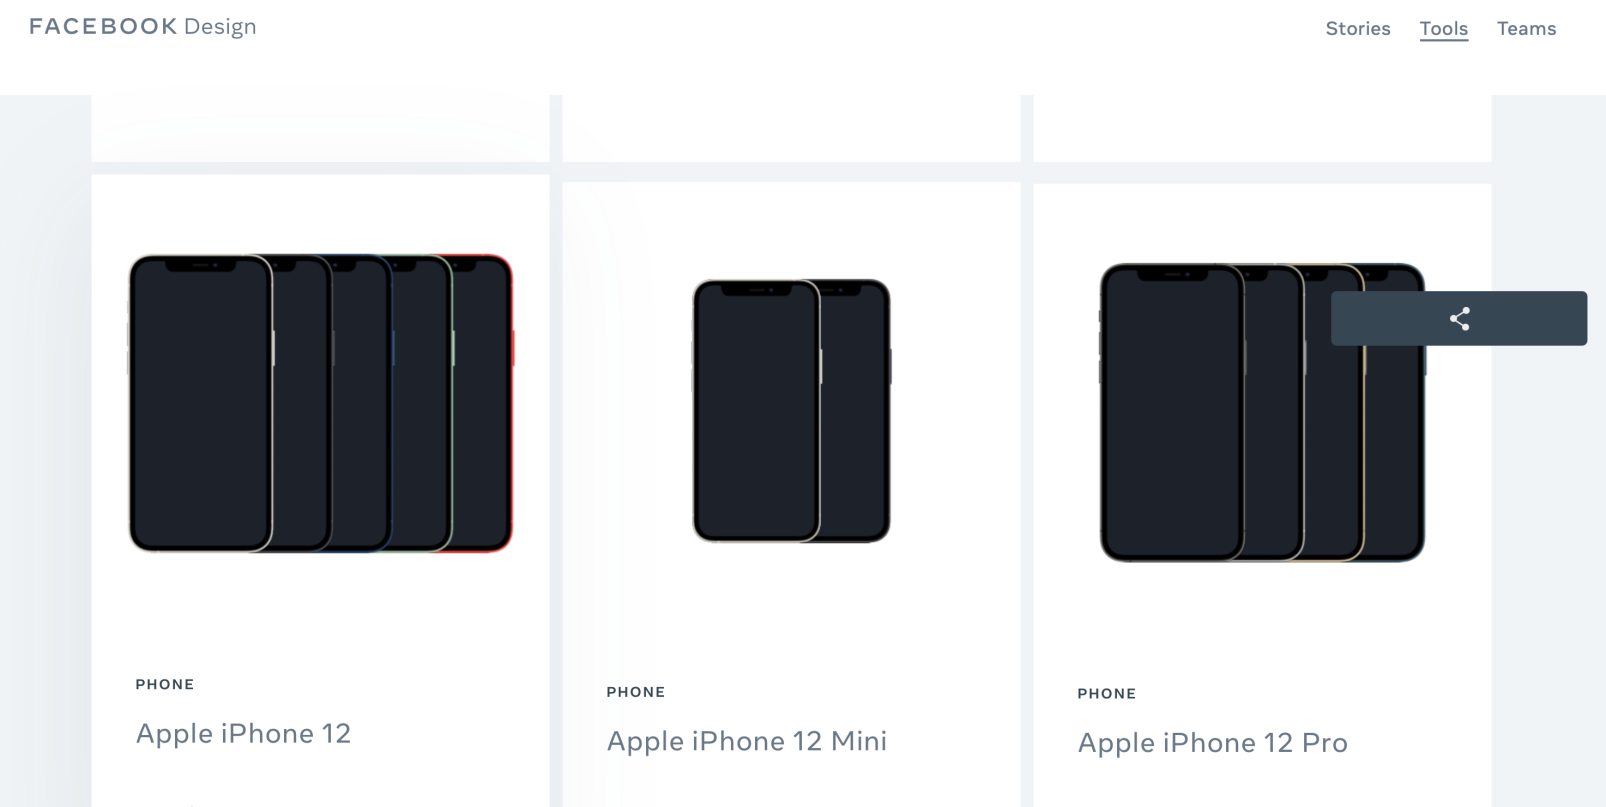 FACEBOOK Design
Stories Tools Teams
PHONE
Apple iPhone 12
PHONE
Apple iPhone 12 Mini
PHONE
Apple iPhone 12 Pro